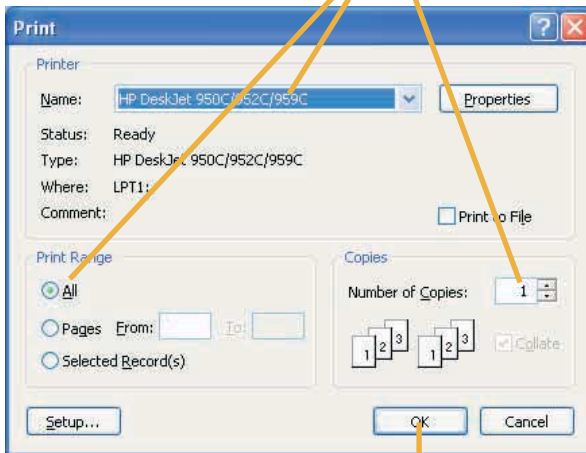 Print
Printer
Name: HP DeskJet 950C/952C/959C Properties
Status: Ready
Type: HP DeskJet 950C/952C/959C
Where: LPT1:
Comment: Print to File
Print Range
All
Pages From: To:
Selected Record(s)
Copies
Number of Copies: 1
1 2 3 1 2 3 Collate
Setup... OK Cancel